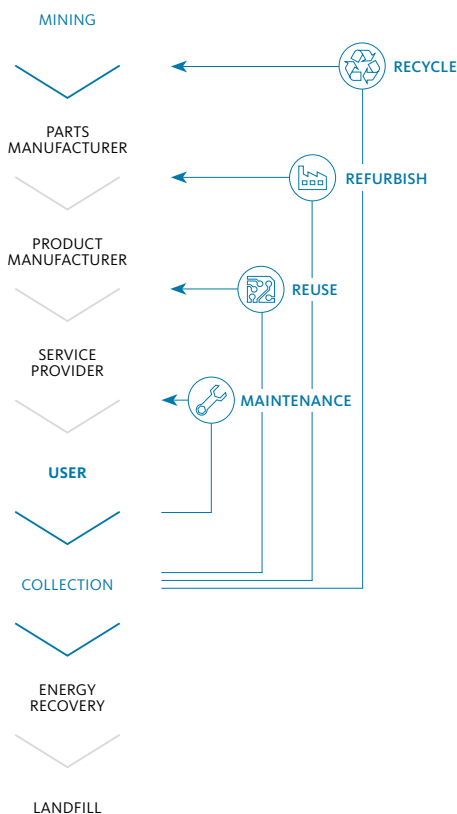 MINING
RECYCLE
PARTS
MANUFACTURER
REFURBISH
PRODUCT
MANUFACTURER
REUSE
SERVICE
PROVIDER
MAINTENANCE
USER
COLLECTION
ENERGY
RECOVERY
LANDFILL